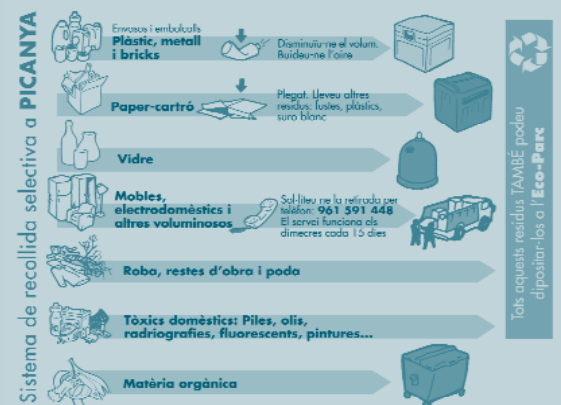 Sistema de recollida selectiva a PICANYA
Envasos i embolcalls
Plàstic, metall
i bricks
Disminuïu-ne el volum.
Buideu-ne l'aire
Paper-cartró
Plegat. Lleveu altres
residus: fustes, plàstics,
suro blanc
Vidre
Mobles,
electrodomèstics i
altres voluminosos
Sol·liteu ne la retirada per
telèfon: 961 591 448
El servei funciona els
dimecres cada 15 dies
Roba, restes d'obra i poda
Tòxics domèstics: Piles, olis,
radriografies, fluorescents, pintures...
Matèria orgànica
Tots aquests residus TAMBÉ podeu
dipositar-los a l'Eco-Parc